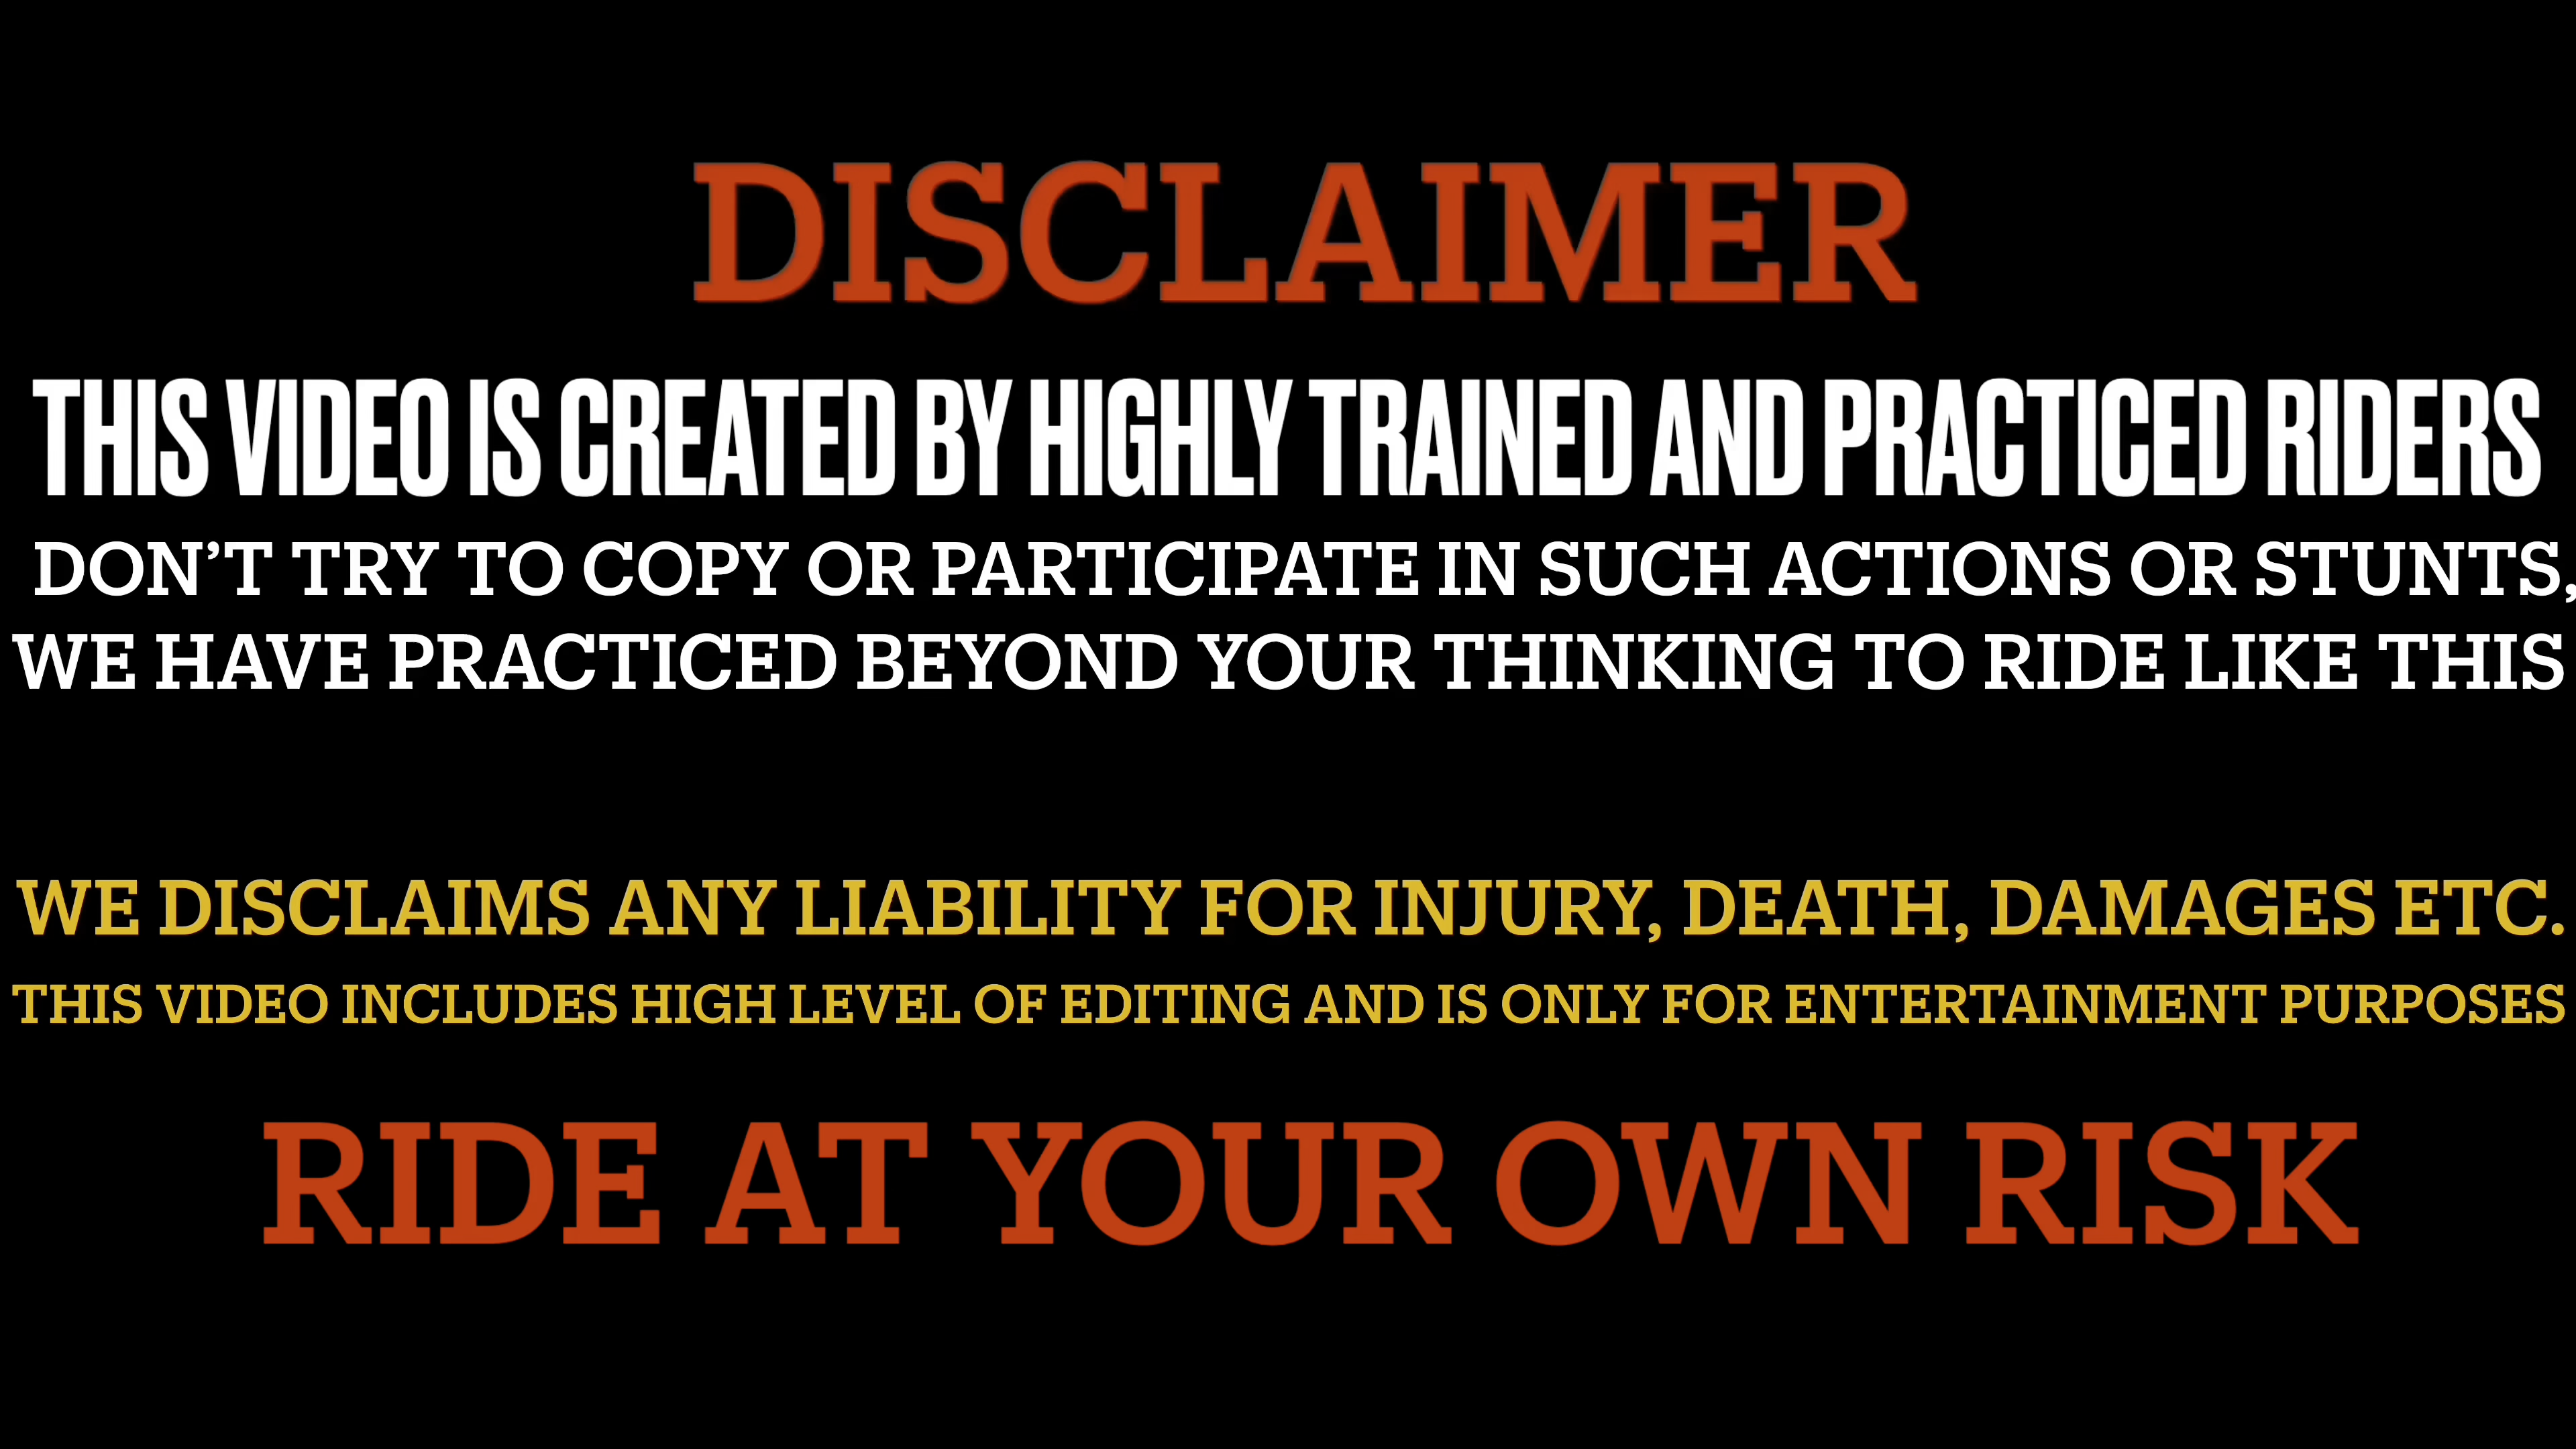 DISCLAIMER
THIS VIDEO IS CREATED BY HIGHLY TRAINED AND PRACTICED RIDERS
DON’T TRY TO COPY OR PARTICIPATE IN SUCH ACTIONS OR STUNTS,
WE HAVE PRACTICED BEYOND YOUR THINKING TO RIDE LIKE THIS
WE DISCLAIMS ANY LIABILITY FOR INJURY, DEATH, DAMAGES ETC.
THIS VIDEO INCLUDES HIGH LEVEL OF EDITING AND IS ONLY FOR ENTERTAINMENT PURPOSES
RIDE AT YOUR OWN RISK